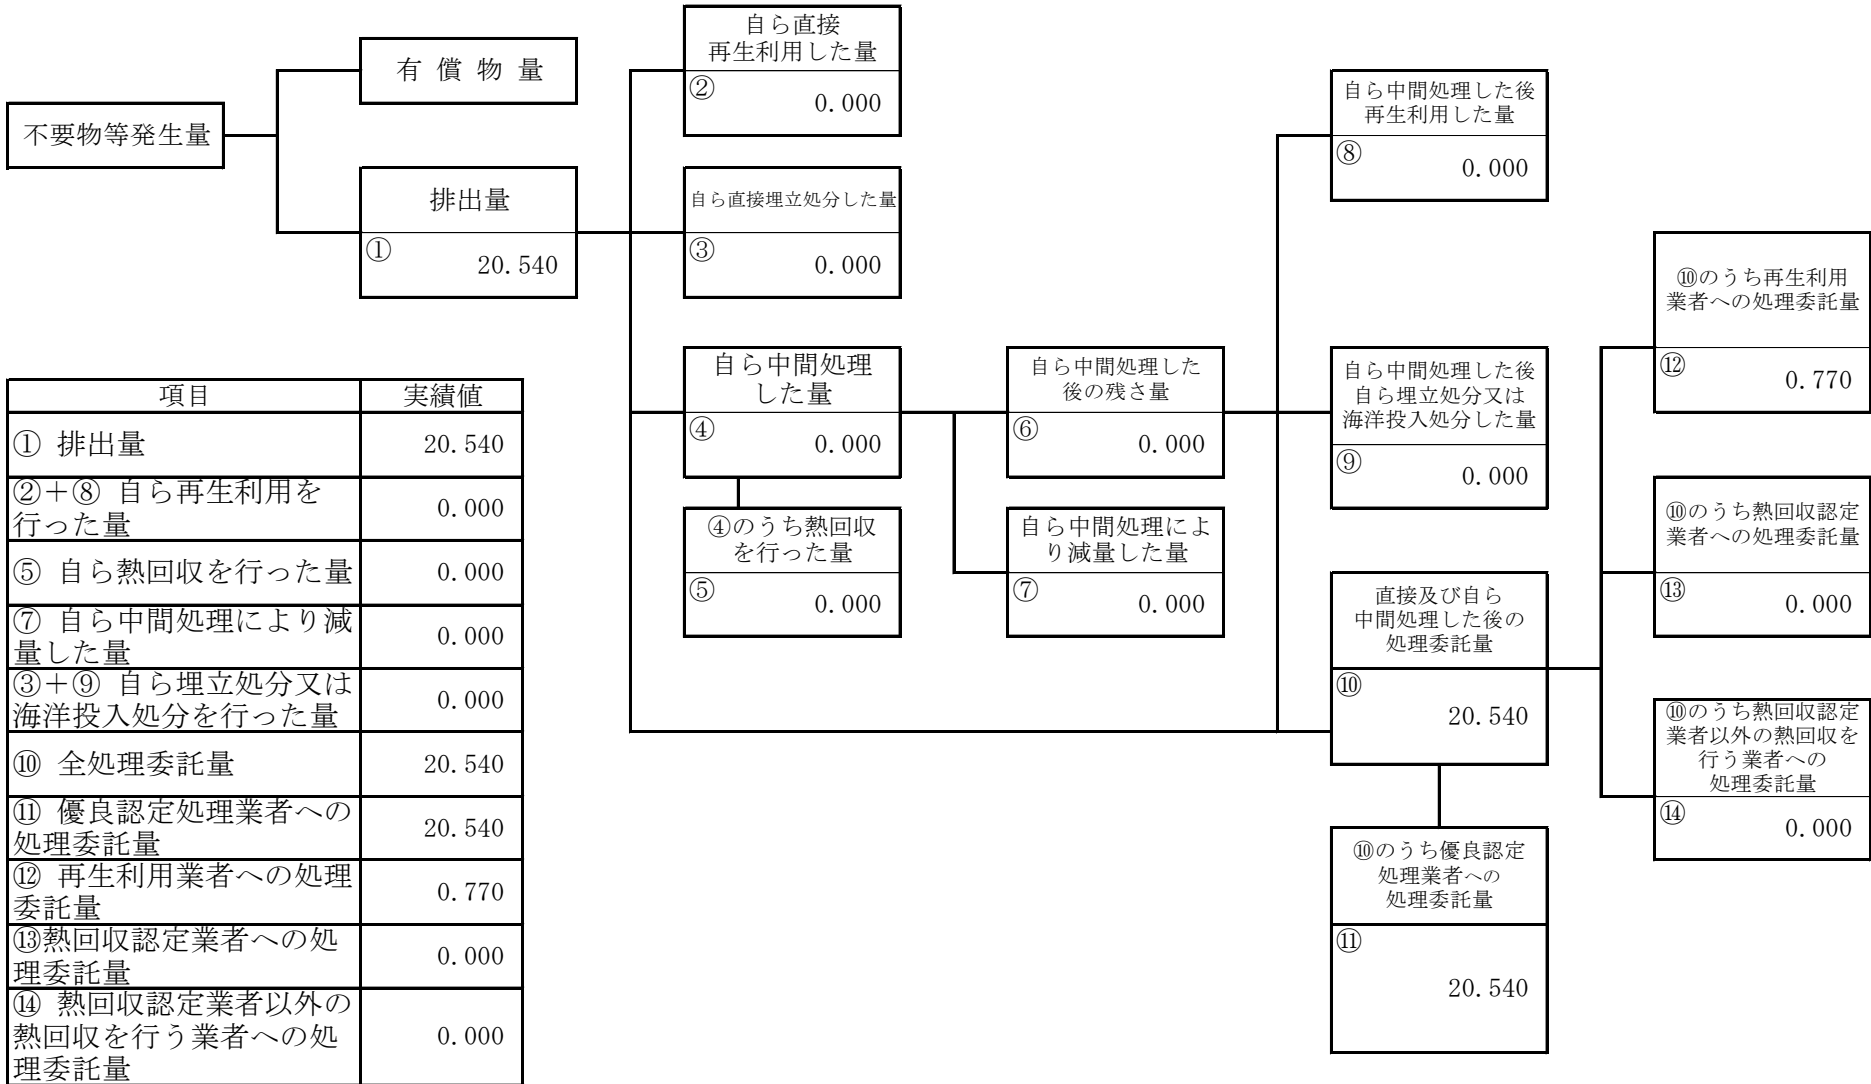 不要物等発生量
有 償 物 量
排出量
①
20.540
自ら直接
再生利用した量
②
0.000
自ら直接埋立処分した量
③
0.000
自ら中間処理
した量
④
0.000
④のうち熱回収
を行った量
⑤
0.000
自ら中間処理した
後の残さ量
⑥
0.000
自ら中間処理によ
り減量した量
⑦
0.000
自ら中間処理した後
再生利用した量
⑧
0.000
自ら中間処理した後
自ら埋立処分又は
海洋投入処分した量
⑨
0.000
直接及び自ら
中間処理した後の
処理委託量
⑩
20.540
⑩のうち優良認定
処理業者への
処理委託量
⑪
20.540
⑩のうち再生利用
業者への処理委託量
⑫
0.770
⑩のうち熱回収認定
業者への処理委託量
⑬
0.000
⑩のうち熱回収認定
業者以外の熱回収を
行う業者への
処理委託量
⑭
0.000
項目 実績値
① 排出量 20.540
②＋⑧ 自ら再生利用を
行った量 0.000
⑤ 自ら熱回収を行った量 0.000
⑦ 自ら中間処理により減
量した量 0.000
③＋⑨ 自ら埋立処分又は
海洋投入処分を行った量 0.000
⑩ 全処理委託量 20.540
⑪ 優良認定処理業者への
処理委託量 20.540
⑫ 再生利用業者への処理
委託量 0.770
⑬熱回収認定業者への処
理委託量 0.000
⑭ 熱回収認定業者以外の
熱回収を行う業者への処
理委託量 0.000